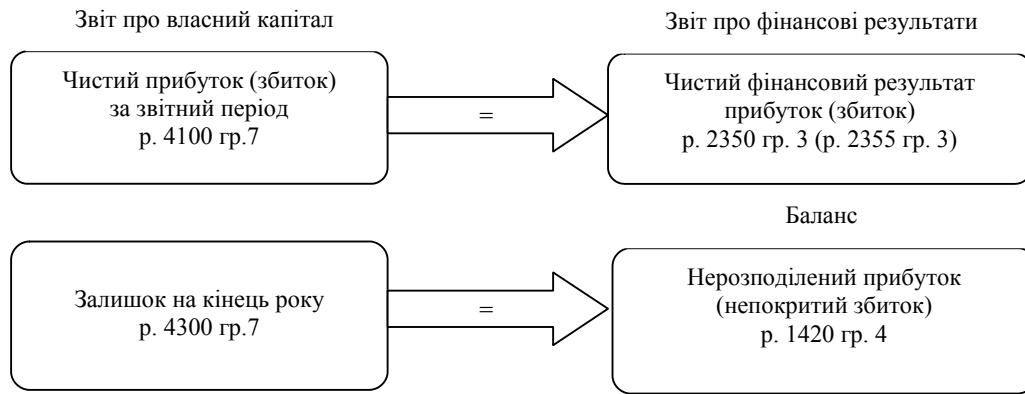 Звіт про власний капітал
Звіт про фінансові результати
Чистий прибуток (збиток)
за звітний період
р. 4100 гр.7
=
Чистий фінансовий результат
прибуток (збиток)
р. 2350 гр. 3 (р. 2355 гр. 3)
Баланс
Залишок на кінець року
р. 4300 гр.7
=
Нерозподілений прибуток
(непокритий збиток)
р. 1420 гр. 4